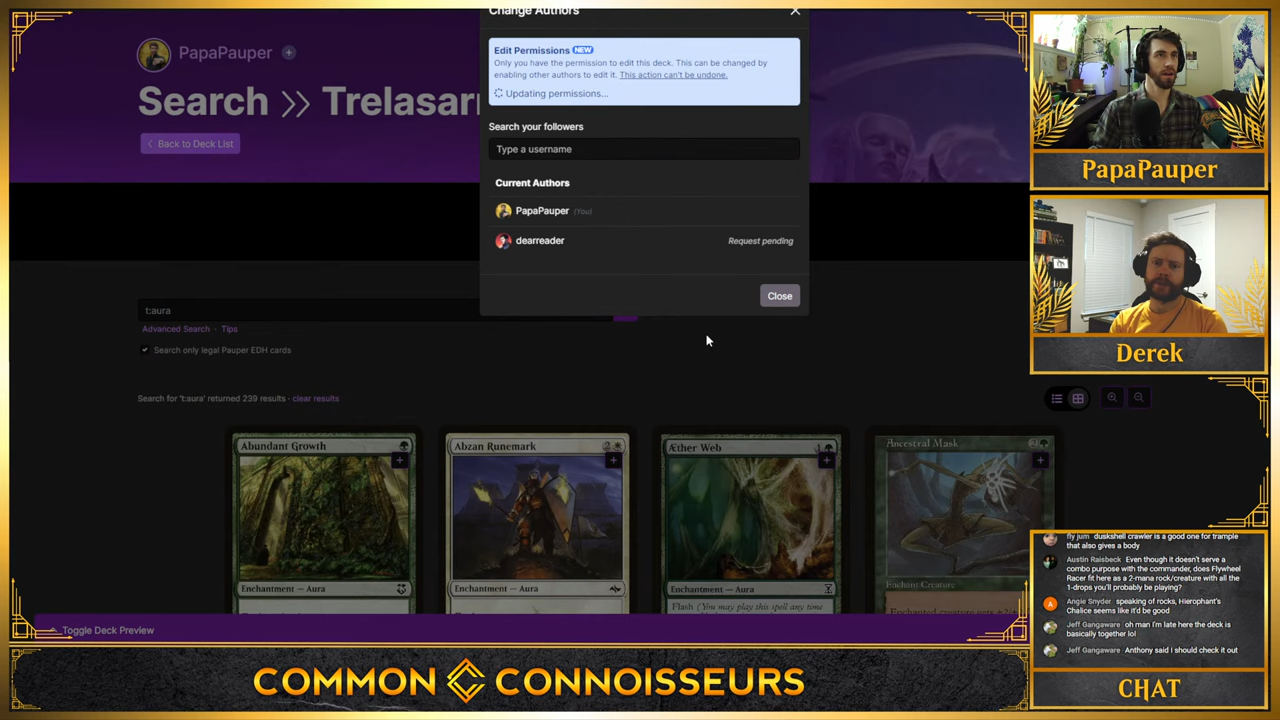 Change Authors
Edit Permissions NEW
Only you have the permission to edit this deck. This can be changed by
enabling other authors to edit it. This action can't be undone.
Updating permissions...
Search your followers
Type a username
Current Authors
PapaPauper (You)
dearreader Request pending
Close
PapaPauper
Search >> Trelasarr
Back to Deck List
t:aura
Advanced Search · Tips
Search only legal Pauper EDH cards
Search for 't:aura' returned 239 results · clear results
Abundant Growth
Enchantment — Aura
Abzan Runemark 2
Enchantment — Aura
Æther Web 1
Enchantment — Aura
Flash (You may play this spell any time
Ancestral Mask 2
Enchant Creature
Toggle Deck Preview
COMMON CONNOISSEURS
PapaPauper
Derek
fly jum duskshell crawler is a good one for trample
that also gives a body
Austin Raisbeck Even though it doesn't serve a
combo purpose with the commander, does Flywheel
Racer fit here as a 2-mana rock/creature with all
the 1-drops you'll probably be playing?
Angie Snyder speaking of rocks, Hierophant's
Chalice seems like it'd be good
Jeff Gangaware oh man I'm late here the deck is
basically together lol
Jeff Gangaware Anthony said I should check it out
CHAT